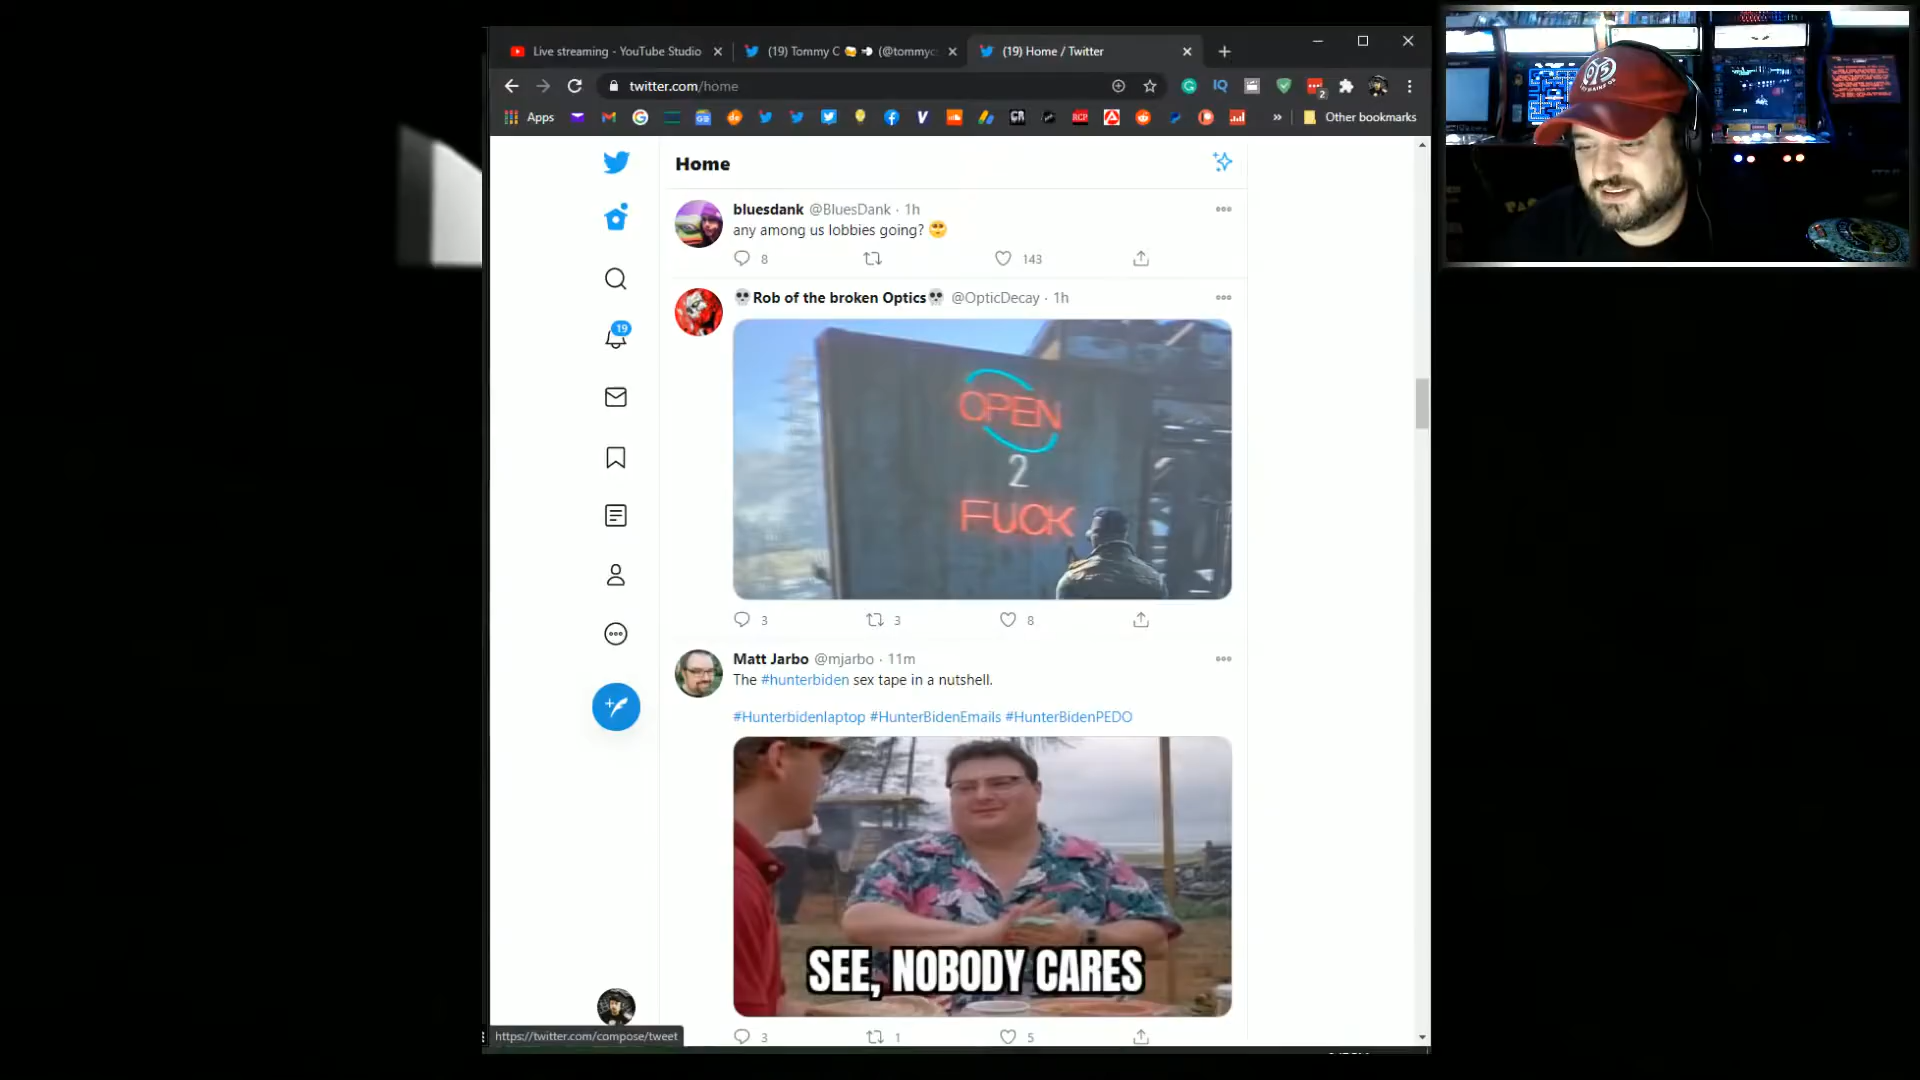 Live streaming - YouTube Studio
(19) Tommy C 🍻 (@tommyc
(19) Home / Twitter
twitter.com/home
Apps
Other bookmarks
Home
bluesdank @BluesDank · 1h
any among us lobbies going? 🥺
8 143
💀Rob of the broken Optics💀 @OpticDecay · 1h
OPEN
2
FUCK
3 3 8
19
Matt Jarbo @mjarbo · 11m
The #hunterbiden sex tape in a nutshell.
#Hunterbidenlaptop #HunterBidenEmails #HunterBidenPEDO
SEE, NOBODY CARES
3 1 5
https://twitter.com/compose/tweet